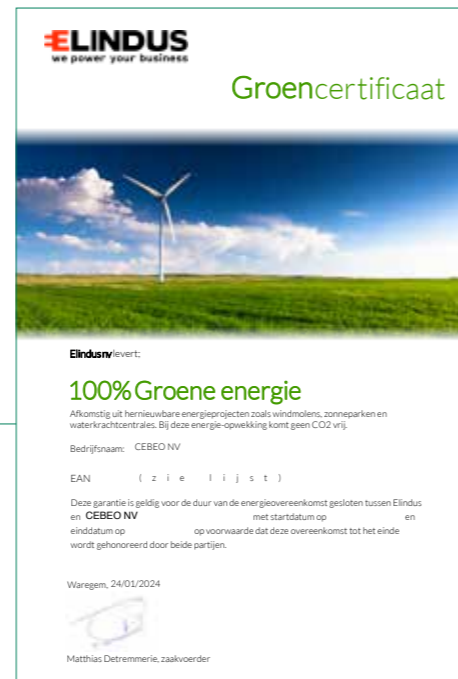 ELINDUS
we power your business
Groencertificaat
Elindus nv levert:
100% Groene energie
Afkomstig uit hernieuwbare energieprojecten zoals windmolens, zonneparken en
waterkrachtcentrales. Bij deze energie-opwekking komt geen CO2 vrij.
Bedrijfsnaam: CEBEO NV
EAN (zie lijst)
Deze garantie is geldig voor de duur van de energieovereenkomst gesloten tussen Elindus
en CEBEO NV met startdatum op en
einddatum op op voorwaarde dat deze overeenkomst tot het einde
wordt gehonoreerd door beide partijen.
Waregem, 24/01/2024
Matthias Detremmerie, zaakvoerder